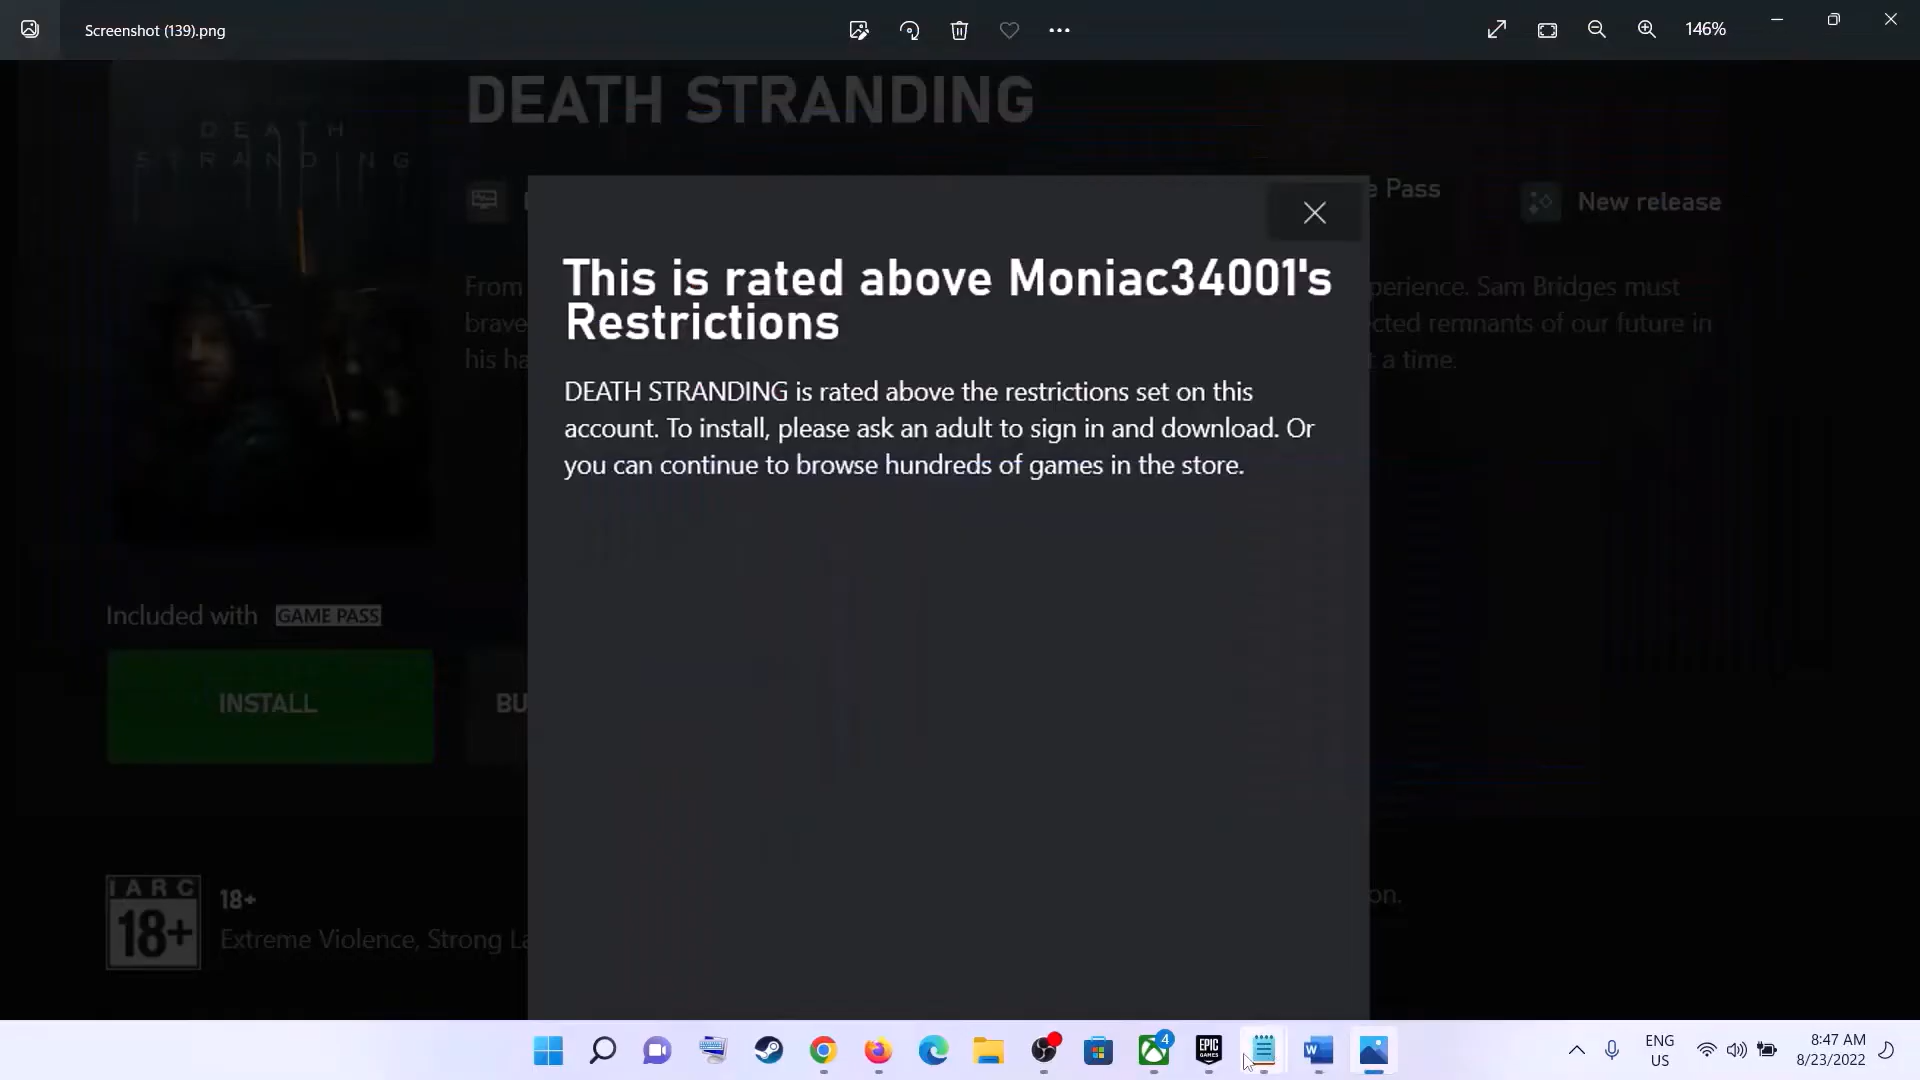 Screenshot (139).png
146%
DEATH STRANDING
DEATH
STRANDING
e Pass
New release
This is rated above Moniac34001's
Restrictions
From
perience. Sam Bridges must
brave
cted remnants of our future in
his ha
t a time.
DEATH STRANDING is rated above the restrictions set on this
account. To install, please ask an adult to sign in and download. Or
you can continue to browse hundreds of games in the store.
Included with GAME PASS
INSTALL
BU
IARC
18+
18+
Extreme Violence, Strong La
on.
4
EPIC
GAMES
ENG
US
8:47 AM
8/23/2022